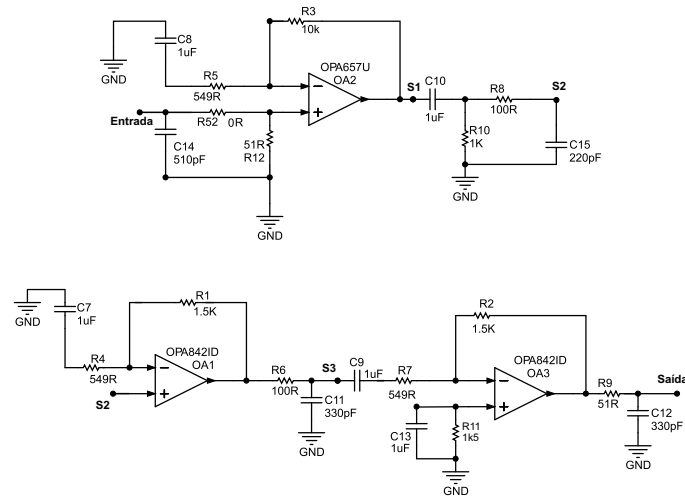 R3
10k
C8
1uF
GND
R5
549R
OPA657U
OA2
S1
C10
1uF
R8
100R
S2
Entrada
R52 0R
C14
510pF
51R
R12
R10
1K
C15
220pF
GND
GND
R1
1.5K
C7
1uF
GND
R4
549R
OPA842ID
OA1
S2
R6
100R
S3
C9
1uF
R7
549R
C11
330pF
GND
R2
1.5K
OPA842ID
OA3
R9
51R
Saída
C13
1uF
R11
1k5
C12
330pF
GND
GND